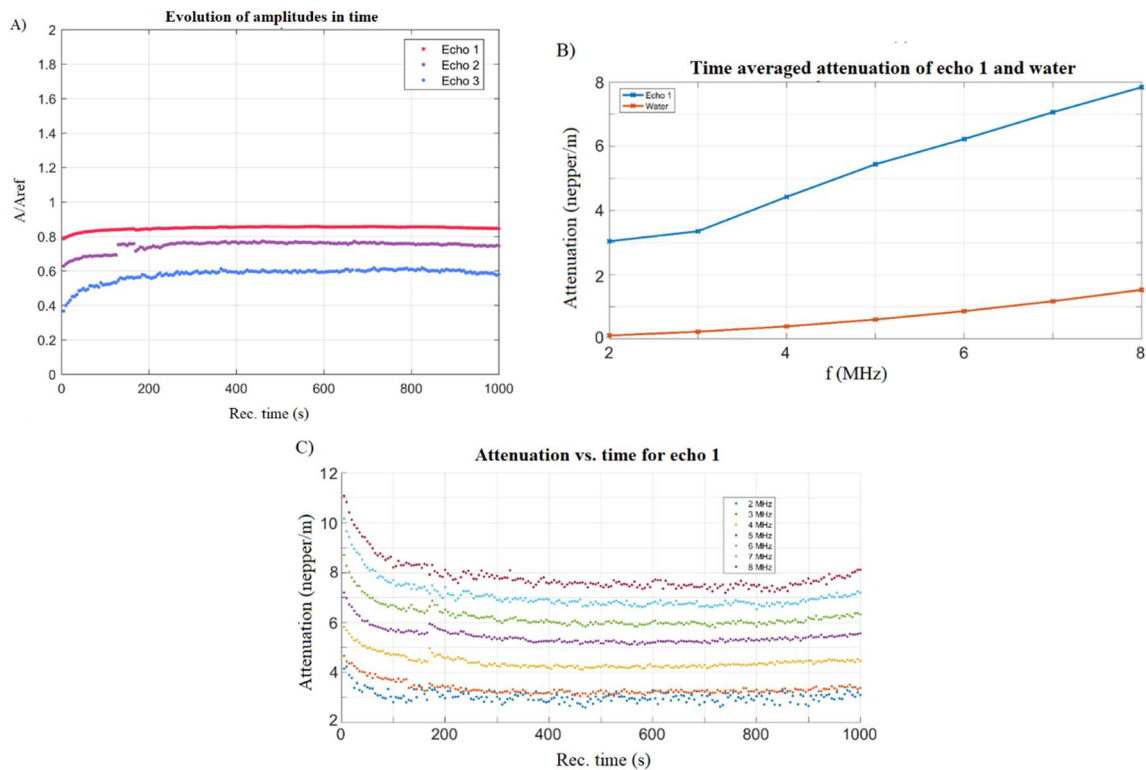 A)
Evolution of amplitudes in time
2
1.8
1.6
1.4
1.2
1
0.8
0.6
0.4
0.2
0
A/Aref
Echo 1
Echo 2
Echo 3
0 200 400 600 800 1000
Rec. time (s)
B)
Time averaged attenuation of echo 1 and water
8
6
4
2
0
Attenuation (nepper/m)
Echo 1
Water
2 4 6 8
f (MHz)
C)
Attenuation vs. time for echo 1
12
10
8
6
4
2
Attenuation (nepper/m)
2 MHz
3 MHz
4 MHz
5 MHz
6 MHz
7 MHz
8 MHz
0 200 400 600 800 1000
Rec. time (s)